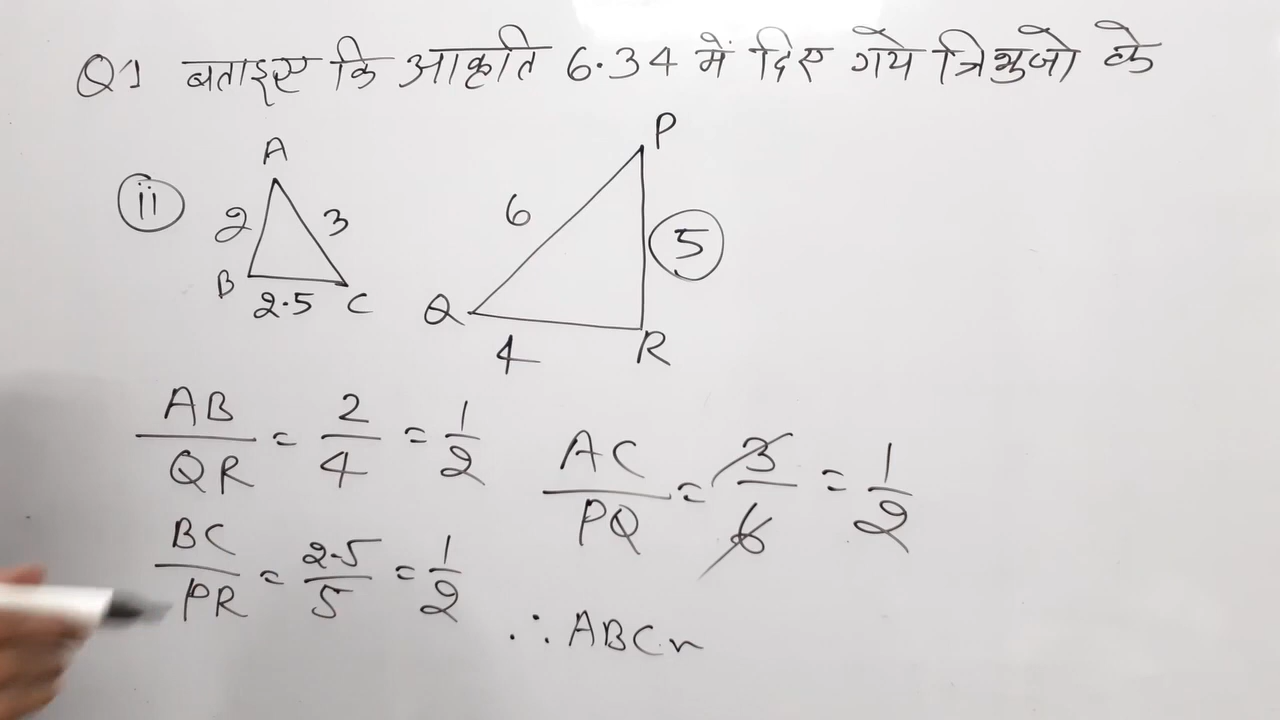 Q1 बताइए कि आकृति 6.34 में दिए गये त्रिभुजो के
ii
A
2 3
B 2.5 C
P
6 5
Q 4 R
AB/QR = 2/4 = 1/2
AC/PQ = 3/6 = 1/2
BC/PR = 2.5/5 = 1/2
∴ ABC ~